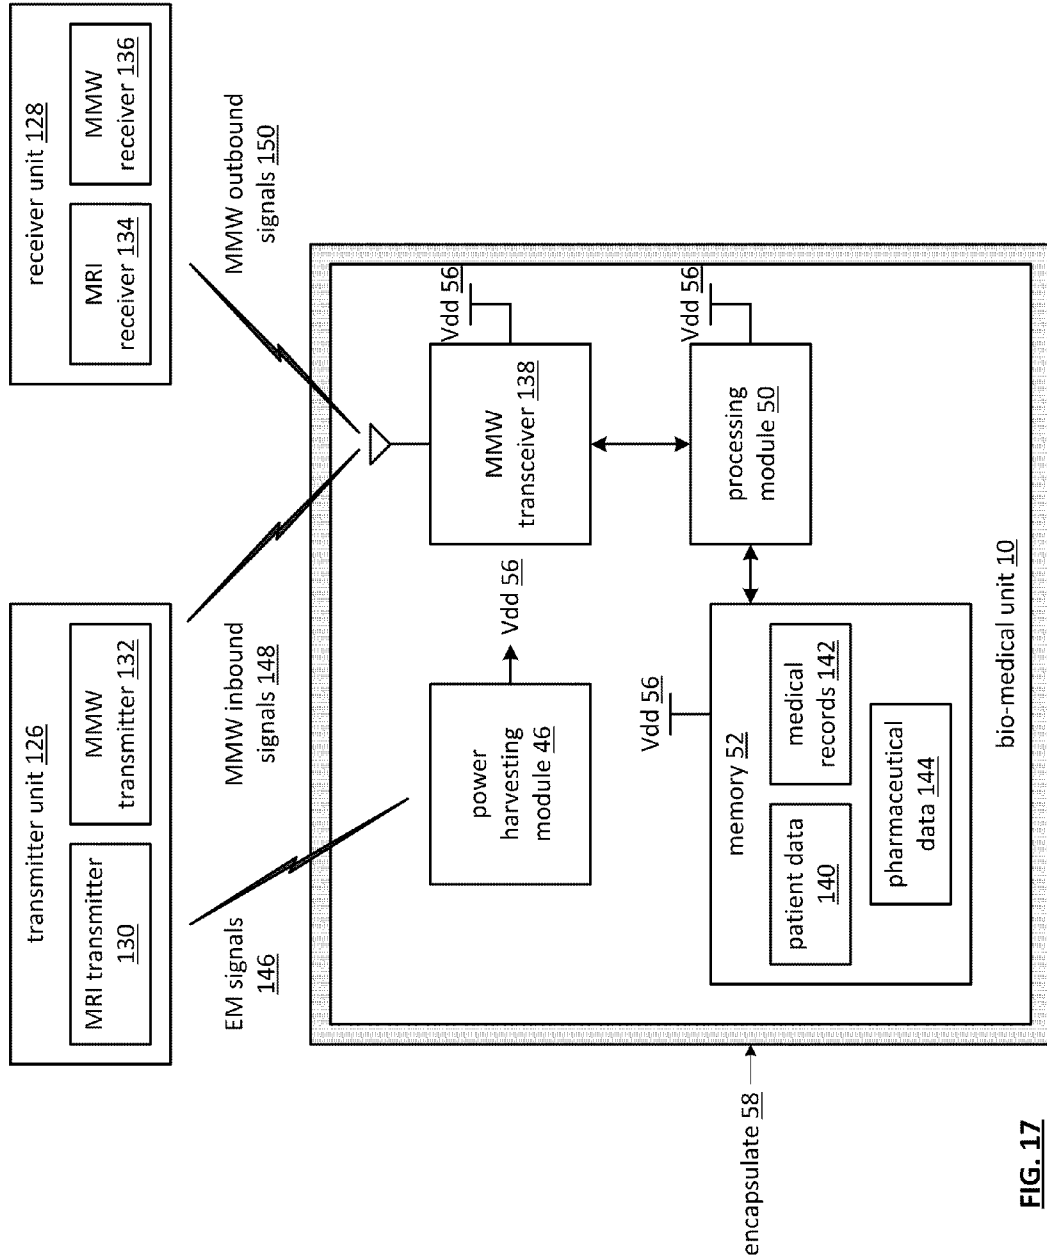 transmitter unit 126
MRI transmitter
130
MMW
transmitter 132
receiver unit 128
MRI
receiver 134
MMW
receiver 136
EM signals
146
MMW inbound
signals 148
MMW outbound
signals 150
power
harvesting
module 46
Vdd 56
MMW
transceiver 138
Vdd 56
Vdd 56
memory 52
patient data
140
medical
records 142
pharmaceutical
data 144
processing
module 50
Vdd 56
bio-medical unit 10
encapsulate 58
FIG. 17